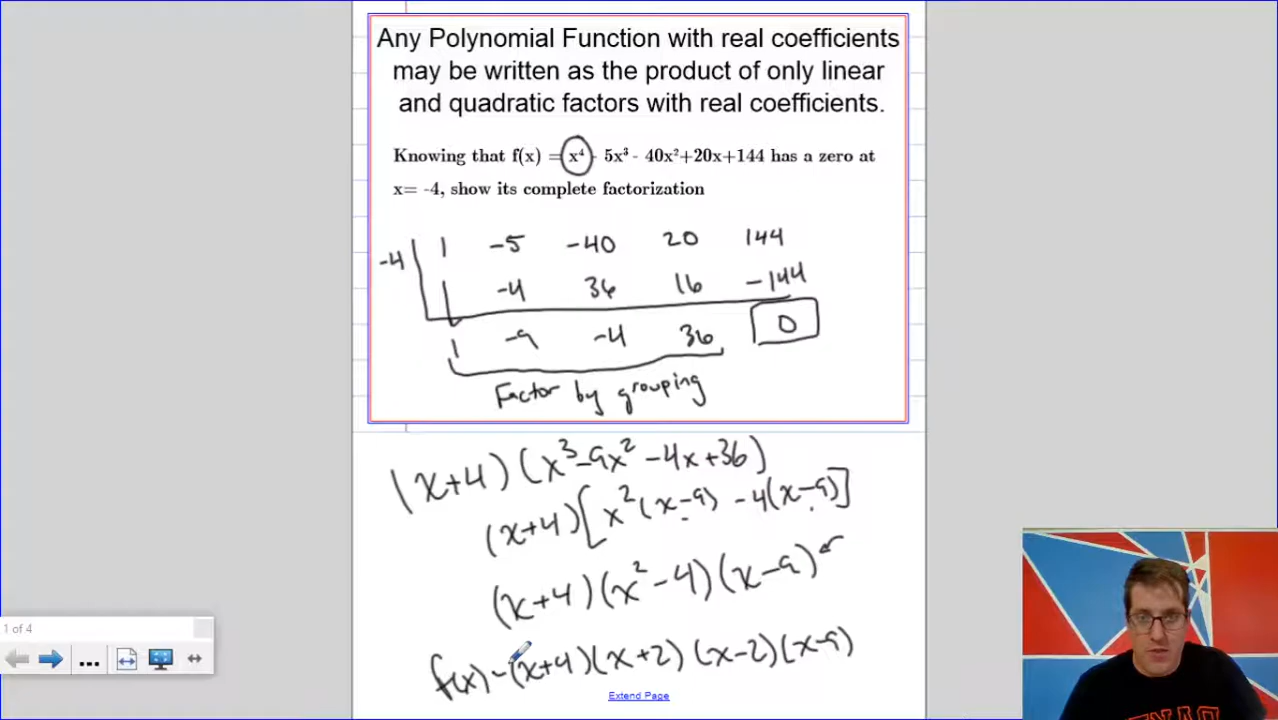 Any Polynomial Function with real coefficients
may be written as the product of only linear
and quadratic factors with real coefficients.
Knowing that f(x) = x⁴ - 5x³ - 40x²+20x+144 has a zero at
x= -4, show its complete factorization
-4 | 1 -5 -40 20 144
-4 36 16 -144
1 -9 -4 36 0
Factor by grouping
(x+4)(x³-9x²-4x+36)
(x+4)[x²(x-9) -4(x-9)]
(x+4)(x²-4)(x-9)
f(x)=(x+4)(x+2)(x-2)(x-9)
Extend Page
1 of 4
...